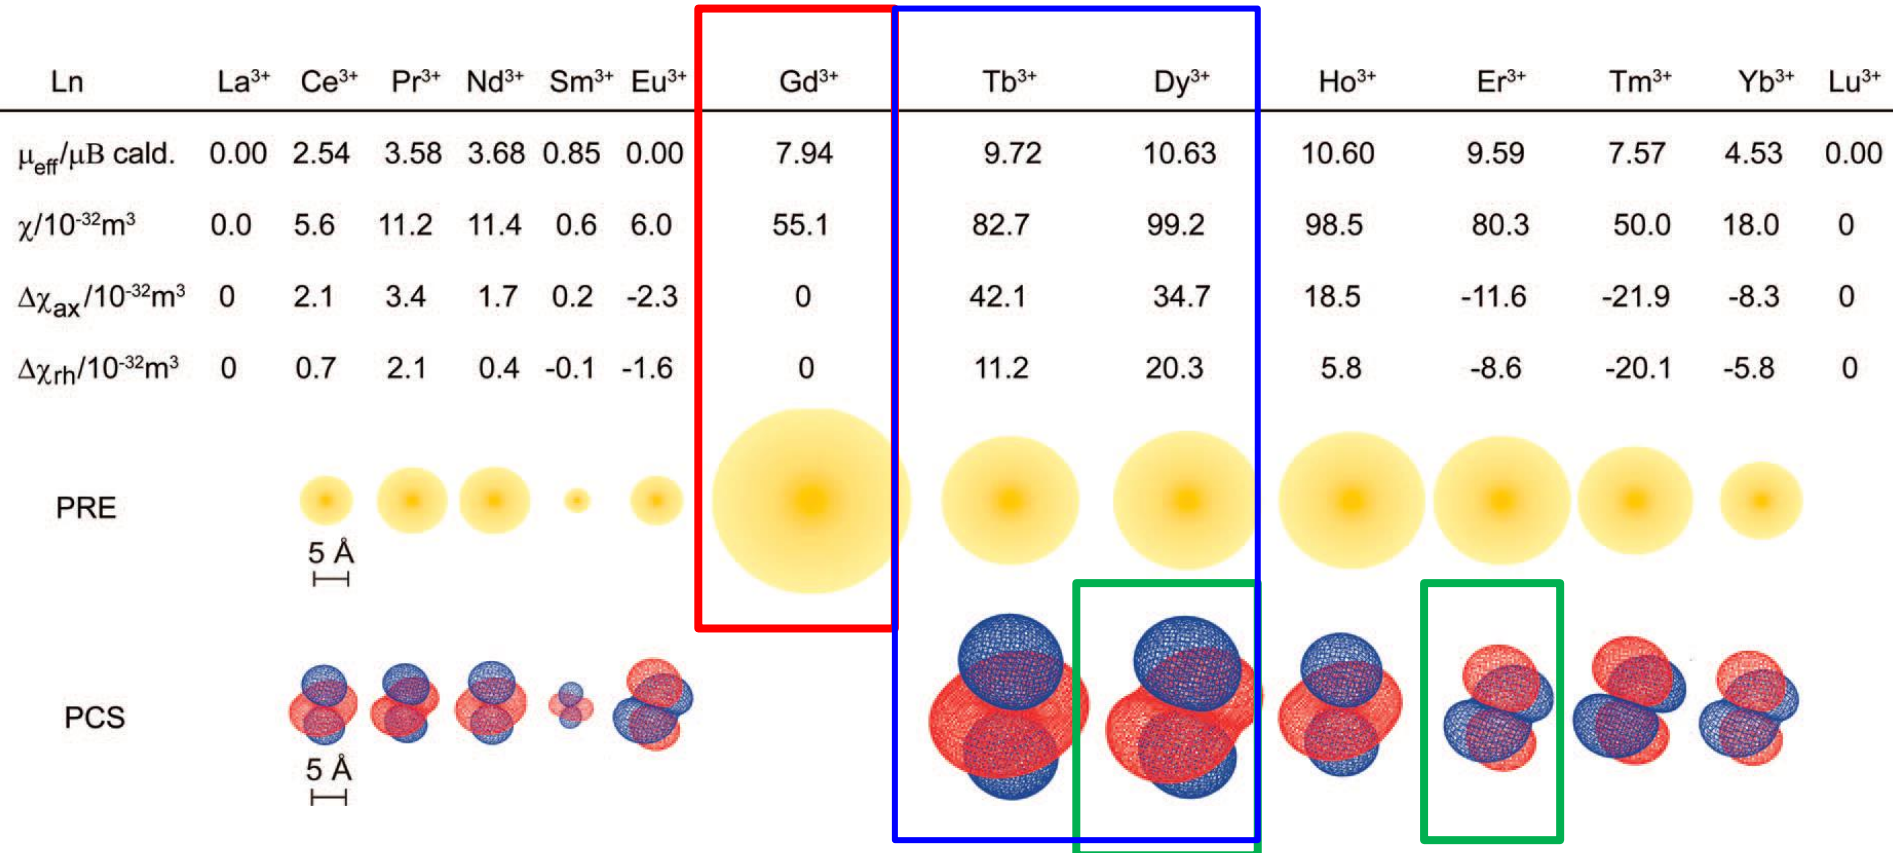 Ln La³⁺ Ce³⁺ Pr³⁺ Nd³⁺ Sm³⁺ Eu³⁺ Gd³⁺ Tb³⁺ Dy³⁺ Ho³⁺ Er³⁺ Tm³⁺ Yb³⁺ Lu³⁺
μeff/μB cald. 0.00 2.54 3.58 3.68 0.85 0.00 7.94 9.72 10.63 10.60 9.59 7.57 4.53 0.00
χ/10⁻³²m³ 0.0 5.6 11.2 11.4 0.6 6.0 55.1 82.7 99.2 98.5 80.3 50.0 18.0 0
Δχax/10⁻³²m³ 0 2.1 3.4 1.7 0.2 -2.3 0 42.1 34.7 18.5 -11.6 -21.9 -8.3 0
Δχrh/10⁻³²m³ 0 0.7 2.1 0.4 -0.1 -1.6 0 11.2 20.3 5.8 -8.6 -20.1 -5.8 0
PRE
5 Å
PCS
5 Å